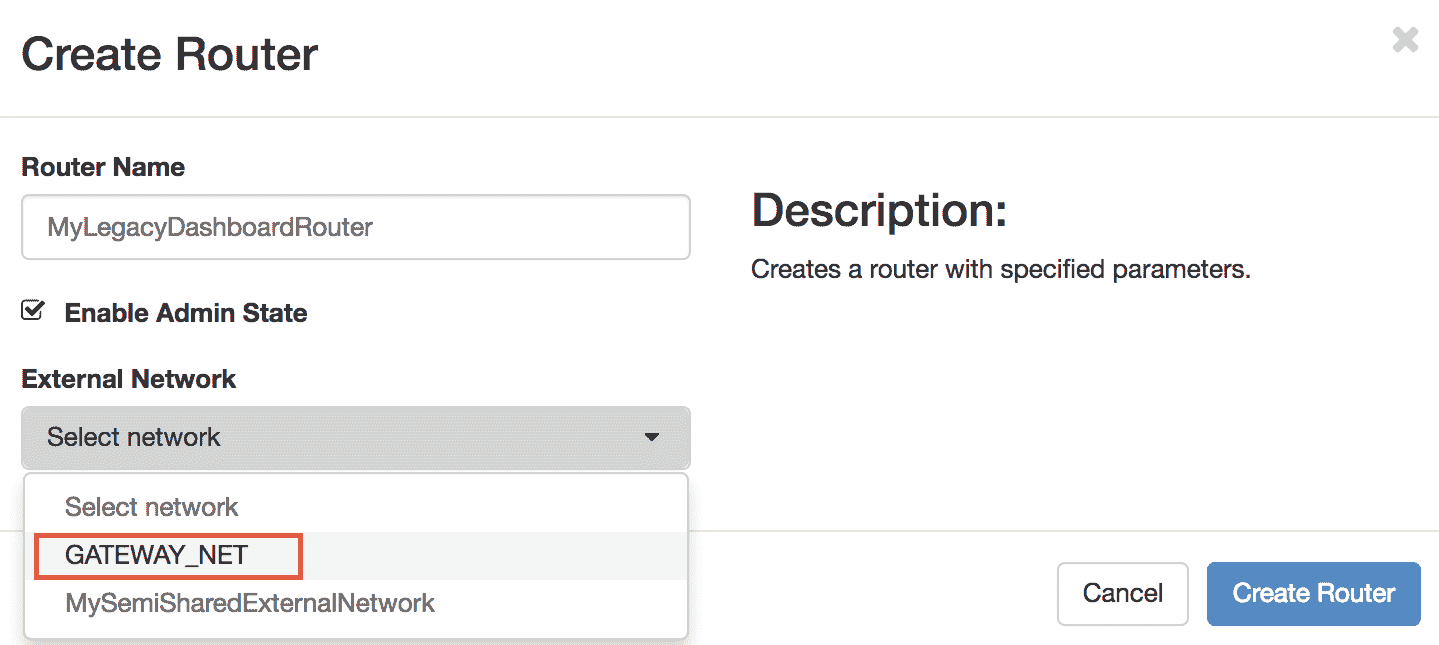 Create Router
Router Name
MyLegacyDashboardRouter
Enable Admin State
External Network
Select network
Select network
GATEWAY_NET
MySemiSharedExternalNetwork
Description:
Creates a router with specified parameters.
Cancel
Create Router